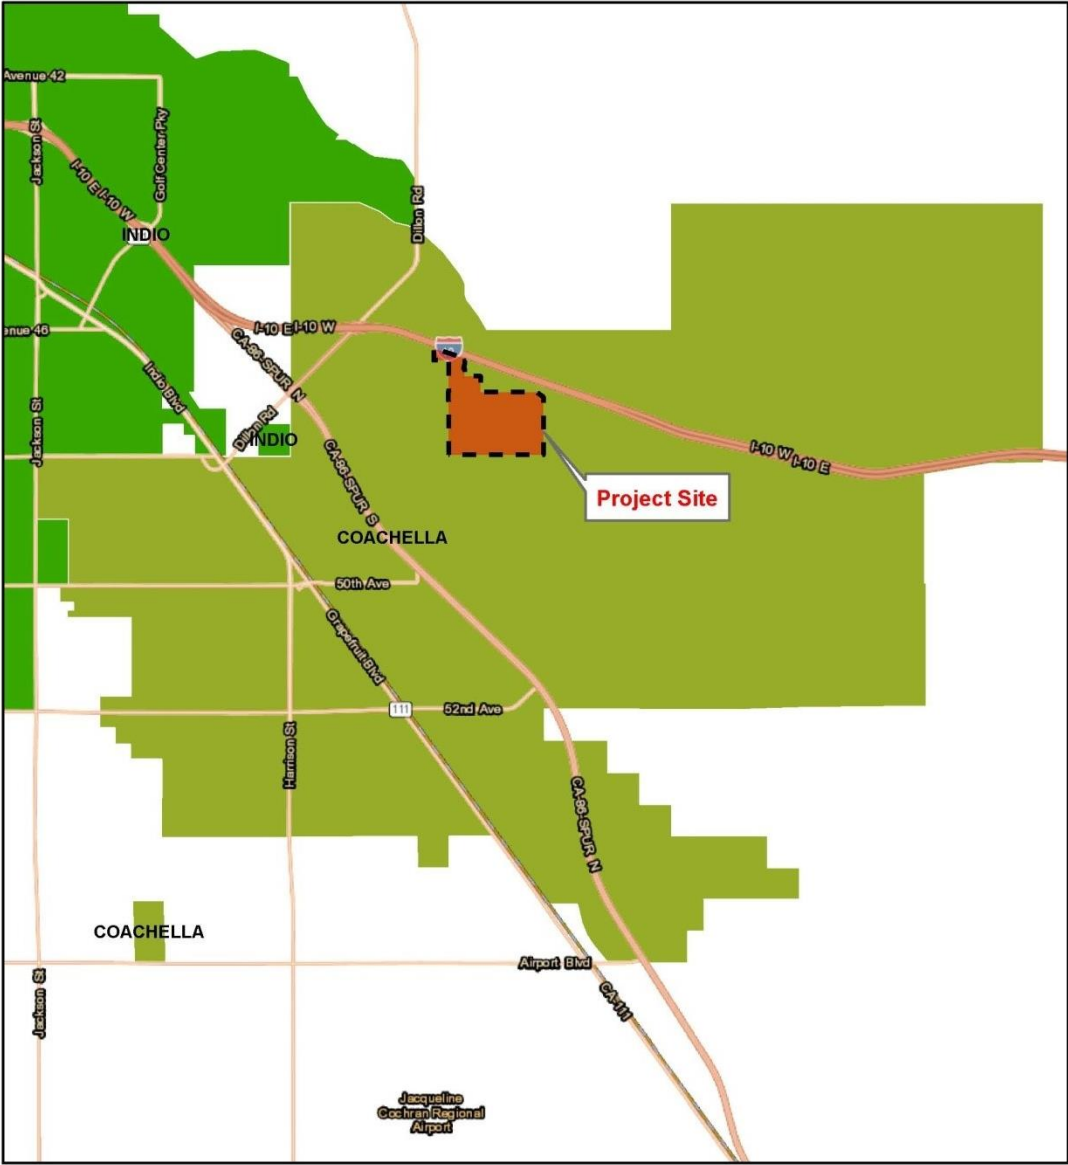 Avenue 42
Jackson St
Golf Center Pky
I-10 E I-10 W
INDIO
Dillon Rd
I-10 E I-10 W
enue 46
CA-86-SPUR N
Indio Blvd
Jackson St
Dillon Rd
INDIO
I-10 W I-10 E
CA-86-SPUR S
Project Site
COACHELLA
50th Ave
Grapefruit Blvd
111
52nd Ave
Harrison St
CA-86-SPUR N
COACHELLA
Airport Blvd
Jackson St
CA-111
Jacqueline
Cochran Regional
Airport